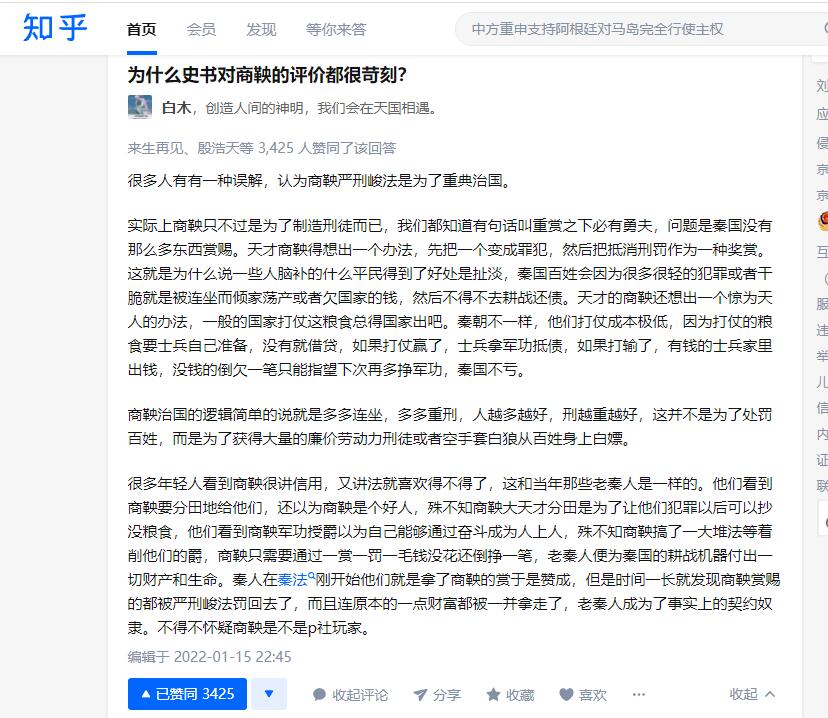 知乎
首页 会员 发现 等你来答
中方重申支持阿根廷对马岛完全行使主权
为什么史书对商鞅的评价都很苛刻？
白木，创造人间的神明，我们会在天国相遇。
来生再见、殷浩天等 3,425 人赞同了该回答
很多人有有一种误解，认为商鞅严刑峻法是为了重典治国。
实际上商鞅只不过是为了制造刑徒而已，我们都知道有句话叫重赏之下必有勇夫，问题是秦国没有
那么多东西赏赐。天才商鞅得想出一个办法，先把一个变成罪犯，然后把抵消刑罚作为一种奖赏。
这就是为什么说一些人脑补的什么平民得到了好处是扯淡，秦国百姓会因为很多很轻的犯罪或者干
脆就是被连坐而倾家荡产或者欠国家的钱，然后不得不去耕战还债。天才的商鞅还想出一个惊为天
人的办法，一般的国家打仗这粮食总得国家出吧。秦朝不一样，他们打仗成本极低，因为打仗的粮
食要士兵自己准备，没有就借贷，如果打仗赢了，士兵拿军功抵债，如果打输了，有钱的士兵家里
出钱，没钱的倒欠一笔只能指望下次再多挣军功，秦国不亏。
商鞅治国的逻辑简单的说就是多多连坐，多多重刑，人越多越好，刑越重越好，这并不是为了处罚
百姓，而是为了获得大量的廉价劳动力刑徒或者空手套白狼从百姓身上白嫖。
很多年轻人看到商鞅很讲信用，又讲法就喜欢得不得了，这和当年那些老秦人是一样的。他们看到
商鞅要分田地给他们，还以为商鞅是个好人，殊不知商鞅大天才分田是为了让他们犯罪以后可以抄
没粮食，他们看到商鞅军功授爵以为自己能够通过奋斗成为人上人，殊不知商鞅搞了一大堆法等着
削他们的爵，商鞅只需要通过一赏一罚一毛钱没花还倒挣一笔，老秦人便为秦国的耕战机器付出一
切财产和生命。秦人在秦法刚开始他们就是拿了商鞅的赏于是赞成，但是时间一长就发现商鞅赏赐
的都被严刑峻法罚回去了，而且连原本的一点财富都被一并拿走了，老秦人成为了事实上的契约奴
隶。不得不怀疑商鞅是不是p社玩家。
编辑于 2022-01-15 22:45
已赞同 3425 收起评论 分享 收藏 喜欢 收起
刘
应
侵
京
京
互
（
服
违
举
儿
信
内
证
联